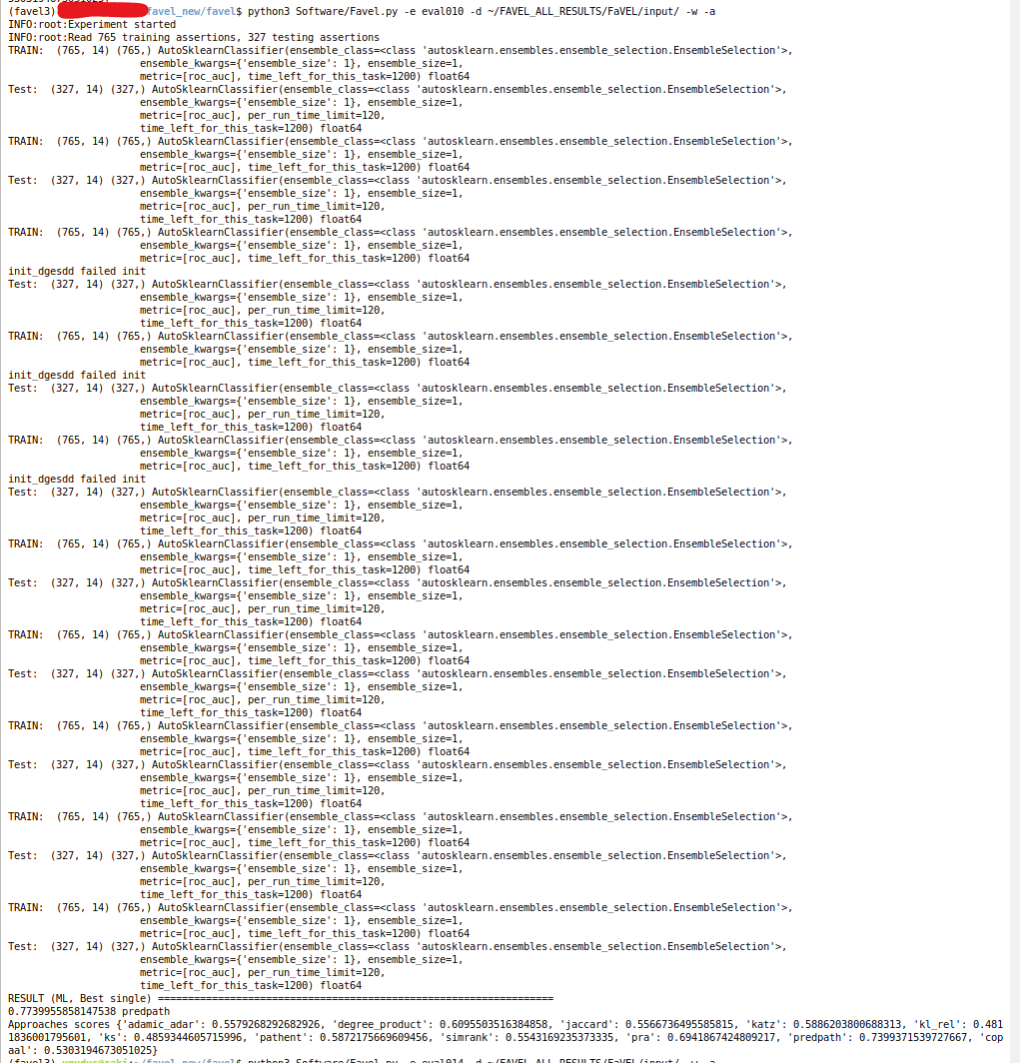 (favel3) favel_new/favel$ python3 Software/Favel.py -e eval010 -d ~/FAVEL_ALL_RESULTS/FaVEL/input/ -w -a
INFO:root:Experiment started
INFO:root:Read 765 training assertions, 327 testing assertions
TRAIN:  (765, 14) (765,) AutoSklearnClassifier(ensemble_class=<class 'autosklearn.ensembles.ensemble_selection.EnsembleSelection'>,
ensemble_kwargs={'ensemble_size': 1}, ensemble_size=1,
metric=[roc_auc], time_left_for_this_task=1200) float64
Test:  (327, 14) (327,) AutoSklearnClassifier(ensemble_class=<class 'autosklearn.ensembles.ensemble_selection.EnsembleSelection'>,
ensemble_kwargs={'ensemble_size': 1}, ensemble_size=1,
metric=[roc_auc], per_run_time_limit=120,
time_left_for_this_task=1200) float64
TRAIN:  (765, 14) (765,) AutoSklearnClassifier(ensemble_class=<class 'autosklearn.ensembles.ensemble_selection.EnsembleSelection'>,
ensemble_kwargs={'ensemble_size': 1}, ensemble_size=1,
metric=[roc_auc], time_left_for_this_task=1200) float64
Test:  (327, 14) (327,) AutoSklearnClassifier(ensemble_class=<class 'autosklearn.ensembles.ensemble_selection.EnsembleSelection'>,
ensemble_kwargs={'ensemble_size': 1}, ensemble_size=1,
metric=[roc_auc], per_run_time_limit=120,
time_left_for_this_task=1200) float64
TRAIN:  (765, 14) (765,) AutoSklearnClassifier(ensemble_class=<class 'autosklearn.ensembles.ensemble_selection.EnsembleSelection'>,
ensemble_kwargs={'ensemble_size': 1}, ensemble_size=1,
metric=[roc_auc], time_left_for_this_task=1200) float64
init_dgesdd failed init
Test:  (327, 14) (327,) AutoSklearnClassifier(ensemble_class=<class 'autosklearn.ensembles.ensemble_selection.EnsembleSelection'>,
ensemble_kwargs={'ensemble_size': 1}, ensemble_size=1,
metric=[roc_auc], per_run_time_limit=120,
time_left_for_this_task=1200) float64
TRAIN:  (765, 14) (765,) AutoSklearnClassifier(ensemble_class=<class 'autosklearn.ensembles.ensemble_selection.EnsembleSelection'>,
ensemble_kwargs={'ensemble_size': 1}, ensemble_size=1,
metric=[roc_auc], time_left_for_this_task=1200) float64
init_dgesdd failed init
Test:  (327, 14) (327,) AutoSklearnClassifier(ensemble_class=<class 'autosklearn.ensembles.ensemble_selection.EnsembleSelection'>,
ensemble_kwargs={'ensemble_size': 1}, ensemble_size=1,
metric=[roc_auc], per_run_time_limit=120,
time_left_for_this_task=1200) float64
TRAIN:  (765, 14) (765,) AutoSklearnClassifier(ensemble_class=<class 'autosklearn.ensembles.ensemble_selection.EnsembleSelection'>,
ensemble_kwargs={'ensemble_size': 1}, ensemble_size=1,
metric=[roc_auc], time_left_for_this_task=1200) float64
init_dgesdd failed init
Test:  (327, 14) (327,) AutoSklearnClassifier(ensemble_class=<class 'autosklearn.ensembles.ensemble_selection.EnsembleSelection'>,
ensemble_kwargs={'ensemble_size': 1}, ensemble_size=1,
metric=[roc_auc], per_run_time_limit=120,
time_left_for_this_task=1200) float64
TRAIN:  (765, 14) (765,) AutoSklearnClassifier(ensemble_class=<class 'autosklearn.ensembles.ensemble_selection.EnsembleSelection'>,
ensemble_kwargs={'ensemble_size': 1}, ensemble_size=1,
metric=[roc_auc], time_left_for_this_task=1200) float64
Test:  (327, 14) (327,) AutoSklearnClassifier(ensemble_class=<class 'autosklearn.ensembles.ensemble_selection.EnsembleSelection'>,
ensemble_kwargs={'ensemble_size': 1}, ensemble_size=1,
metric=[roc_auc], per_run_time_limit=120,
time_left_for_this_task=1200) float64
TRAIN:  (765, 14) (765,) AutoSklearnClassifier(ensemble_class=<class 'autosklearn.ensembles.ensemble_selection.EnsembleSelection'>,
ensemble_kwargs={'ensemble_size': 1}, ensemble_size=1,
metric=[roc_auc], time_left_for_this_task=1200) float64
Test:  (327, 14) (327,) AutoSklearnClassifier(ensemble_class=<class 'autosklearn.ensembles.ensemble_selection.EnsembleSelection'>,
ensemble_kwargs={'ensemble_size': 1}, ensemble_size=1,
metric=[roc_auc], per_run_time_limit=120,
time_left_for_this_task=1200) float64
TRAIN:  (765, 14) (765,) AutoSklearnClassifier(ensemble_class=<class 'autosklearn.ensembles.ensemble_selection.EnsembleSelection'>,
ensemble_kwargs={'ensemble_size': 1}, ensemble_size=1,
metric=[roc_auc], time_left_for_this_task=1200) float64
Test:  (327, 14) (327,) AutoSklearnClassifier(ensemble_class=<class 'autosklearn.ensembles.ensemble_selection.EnsembleSelection'>,
ensemble_kwargs={'ensemble_size': 1}, ensemble_size=1,
metric=[roc_auc], per_run_time_limit=120,
time_left_for_this_task=1200) float64
TRAIN:  (765, 14) (765,) AutoSklearnClassifier(ensemble_class=<class 'autosklearn.ensembles.ensemble_selection.EnsembleSelection'>,
ensemble_kwargs={'ensemble_size': 1}, ensemble_size=1,
metric=[roc_auc], time_left_for_this_task=1200) float64
Test:  (327, 14) (327,) AutoSklearnClassifier(ensemble_class=<class 'autosklearn.ensembles.ensemble_selection.EnsembleSelection'>,
ensemble_kwargs={'ensemble_size': 1}, ensemble_size=1,
metric=[roc_auc], per_run_time_limit=120,
time_left_for_this_task=1200) float64
TRAIN:  (765, 14) (765,) AutoSklearnClassifier(ensemble_class=<class 'autosklearn.ensembles.ensemble_selection.EnsembleSelection'>,
ensemble_kwargs={'ensemble_size': 1}, ensemble_size=1,
metric=[roc_auc], time_left_for_this_task=1200) float64
Test:  (327, 14) (327,) AutoSklearnClassifier(ensemble_class=<class 'autosklearn.ensembles.ensemble_selection.EnsembleSelection'>,
ensemble_kwargs={'ensemble_size': 1}, ensemble_size=1,
metric=[roc_auc], per_run_time_limit=120,
time_left_for_this_task=1200) float64
RESULT (ML, Best single) ==================================================================
0.7739955858147538 predpath
Approaches scores {'adamic_adar': 0.5579268292682926, 'degree_product': 0.6095503516384858, 'jaccard': 0.5566736495585815, 'katz': 0.5886203800688313, 'kl_rel': 0.481
1836001795601, 'ks': 0.4859344605715996, 'pathent': 0.5872175669609456, 'simrank': 0.5543169235373335, 'pra': 0.6941867424809217, 'predpath': 0.7399371539727667, 'cop
aal': 0.5303194673051025}